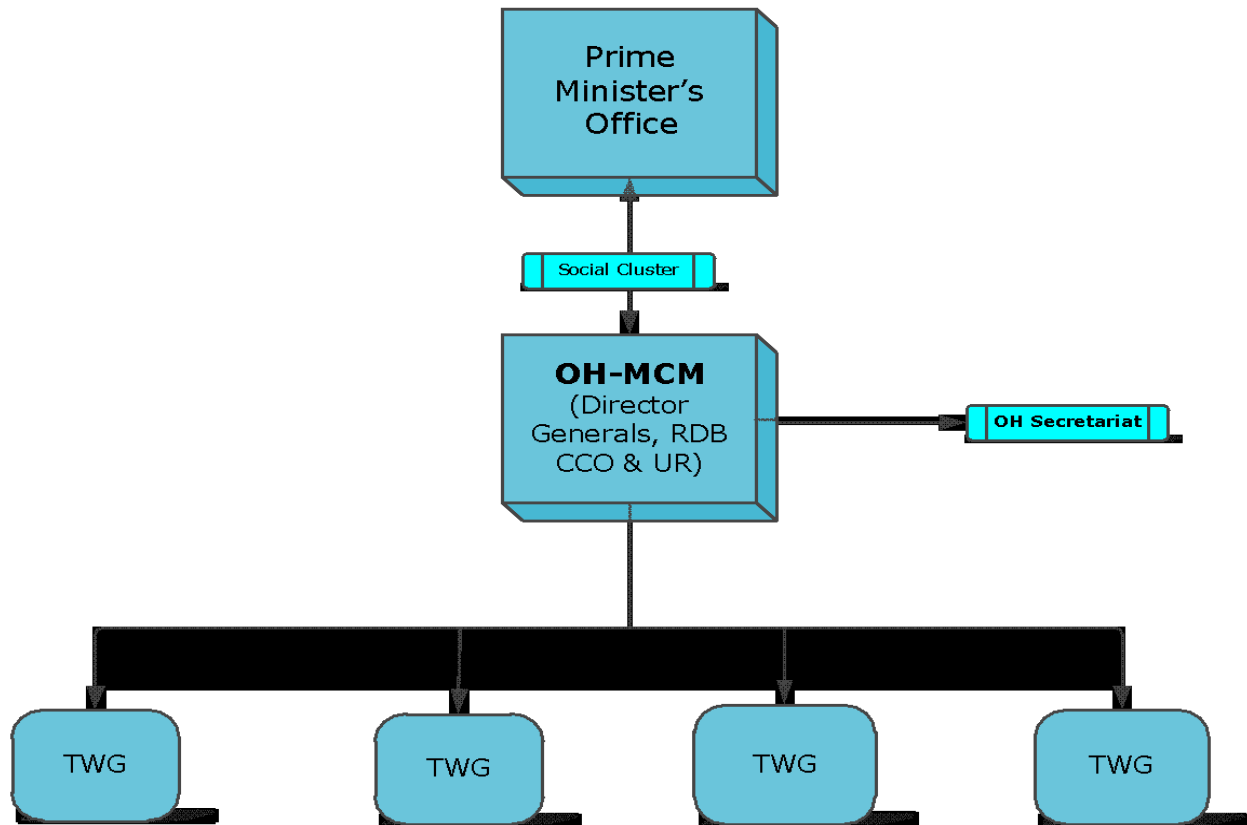 Prime
Minister’s
Office
Social Cluster
OH-MCM
(Director
Generals, RDB
CCO & UR)
OH Secretariat
TWG
TWG
TWG
TWG